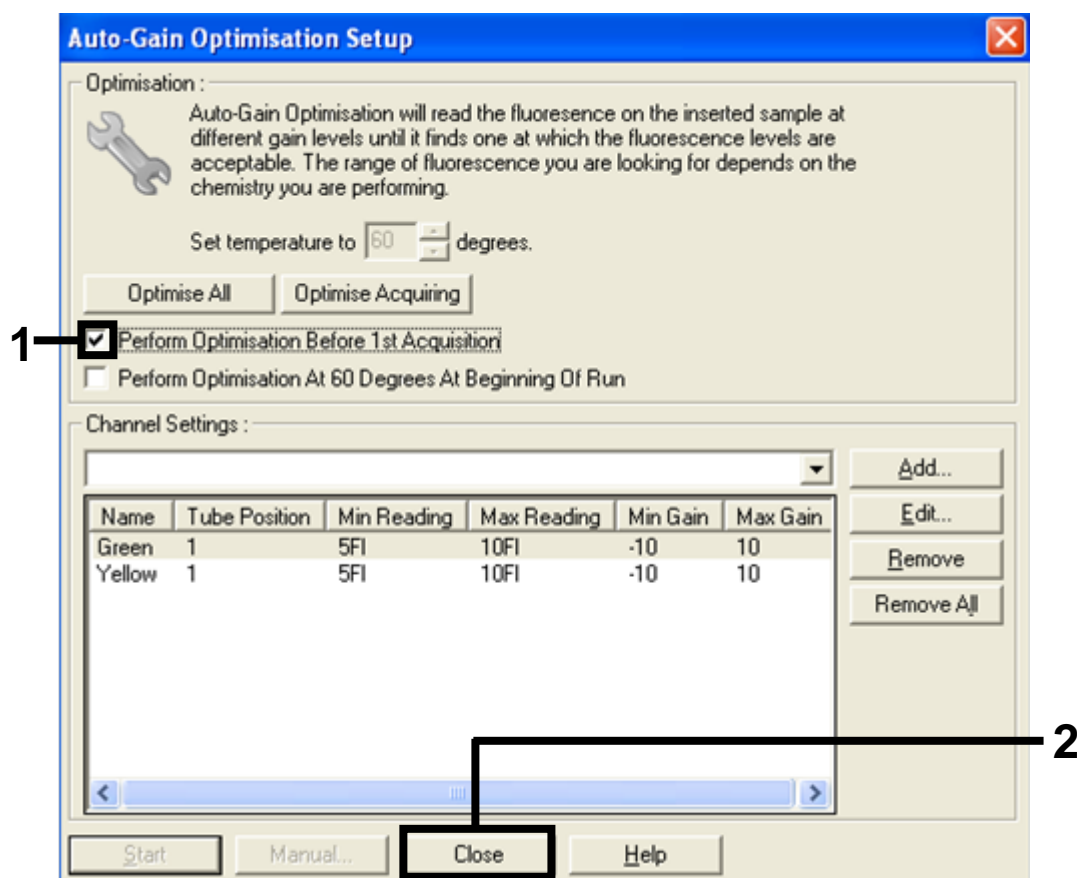 Auto-Gain Optimisation Setup
Optimisation :
Auto-Gain Optimisation will read the fluoresence on the inserted sample at
different gain levels until it finds one at which the fluorescence levels are
acceptable. The range of fluorescence you are looking for depends on the
chemistry you are performing.
Set temperature to 60 degrees.
Optimise All Optimise Acquiring
1 Perform Optimisation Before 1st Acquisition
Perform Optimisation At 60 Degrees At Beginning Of Run
Channel Settings :
Add...
Edit...
Remove
Remove All
Name Tube Position Min Reading Max Reading Min Gain Max Gain
Green 1 5Fl 10Fl -10 10
Yellow 1 5Fl 10Fl -10 10
2
Start Manual... Close Help